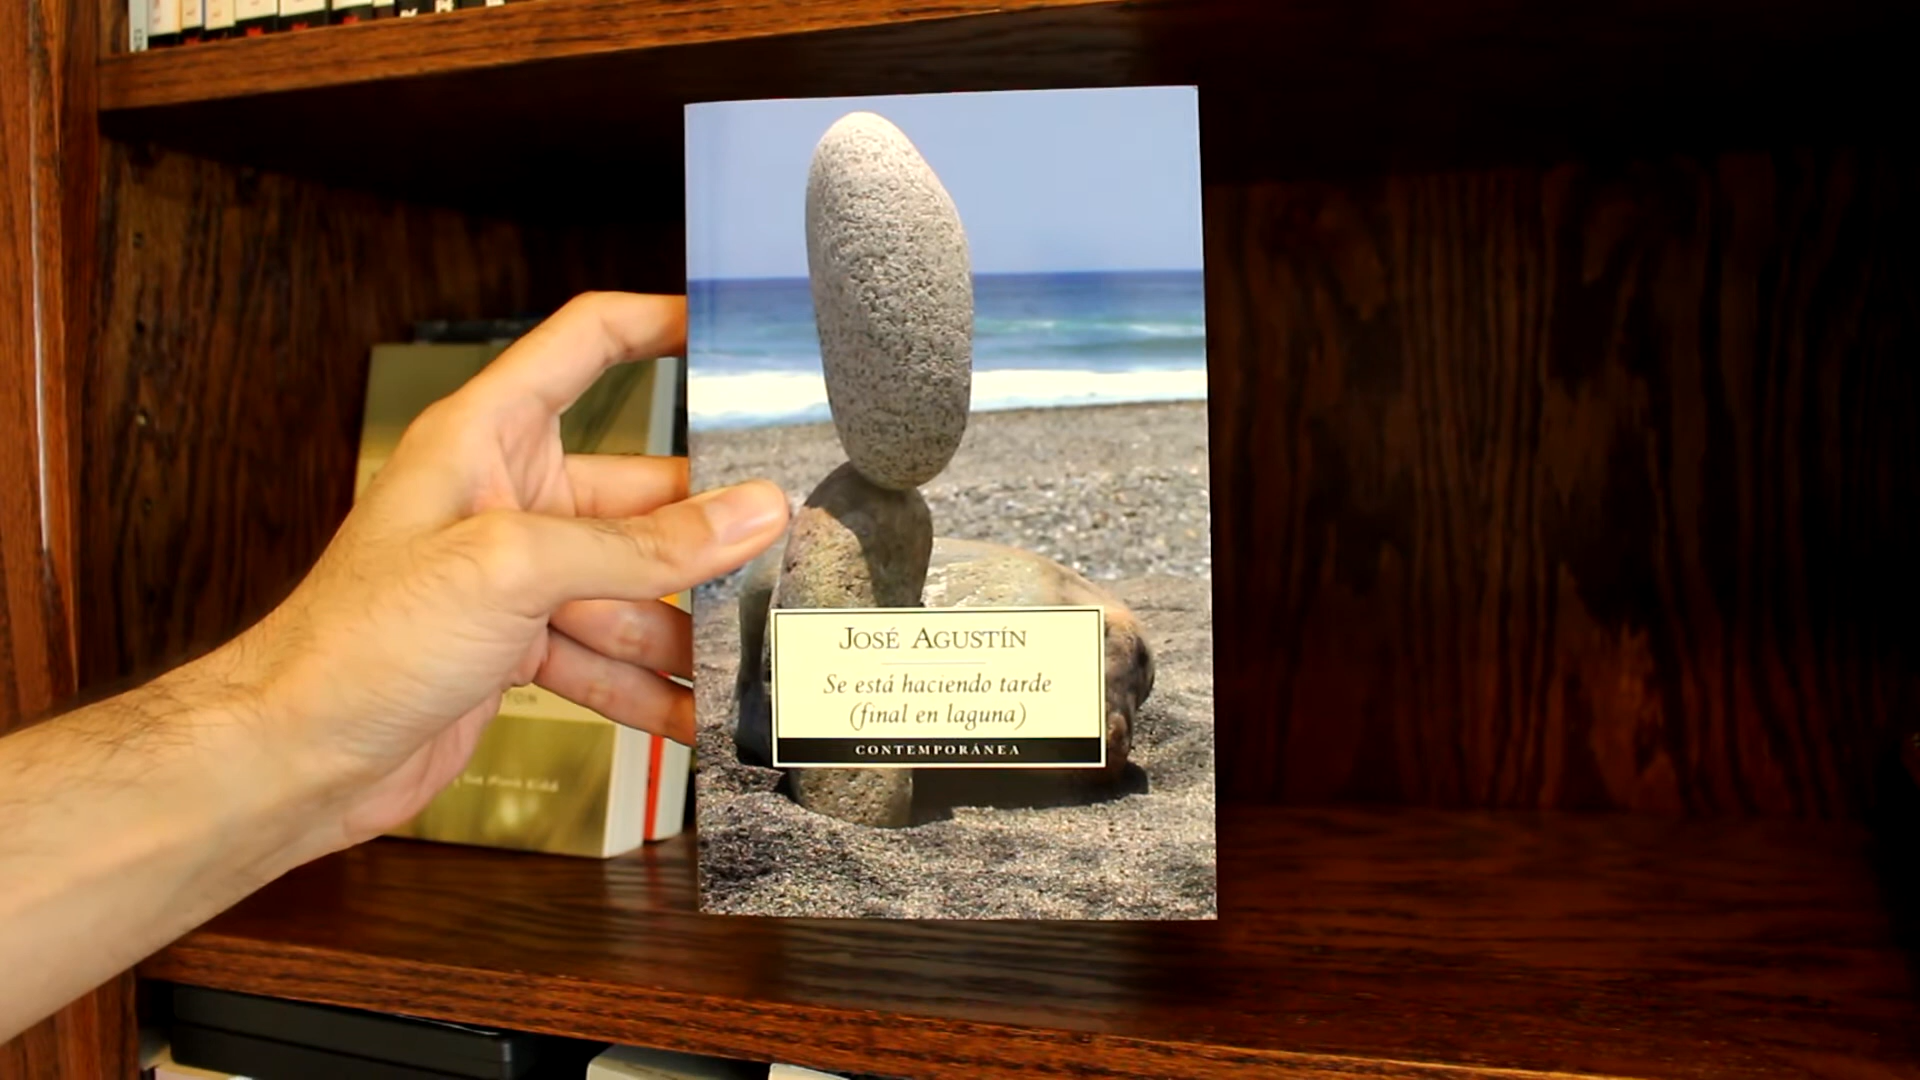 JOSÉ AGUSTÍN
Se está haciendo tarde
(final en laguna)
CONTEMPORÁNEA